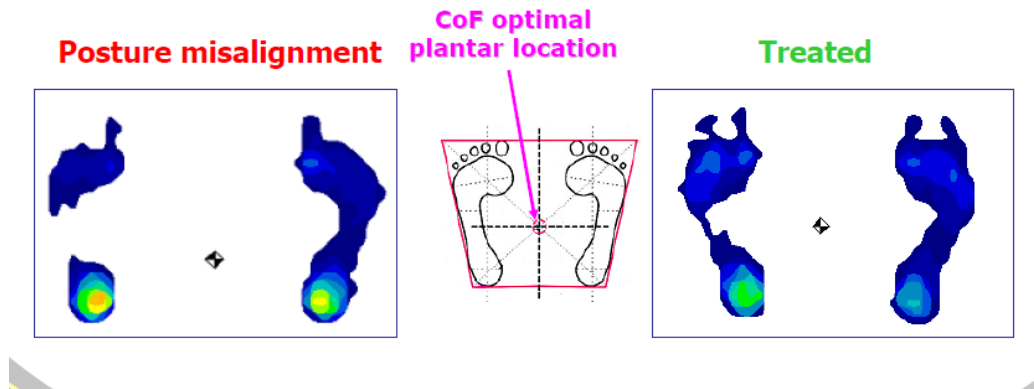 CoF optimal
plantar location
Posture misalignment
Treated